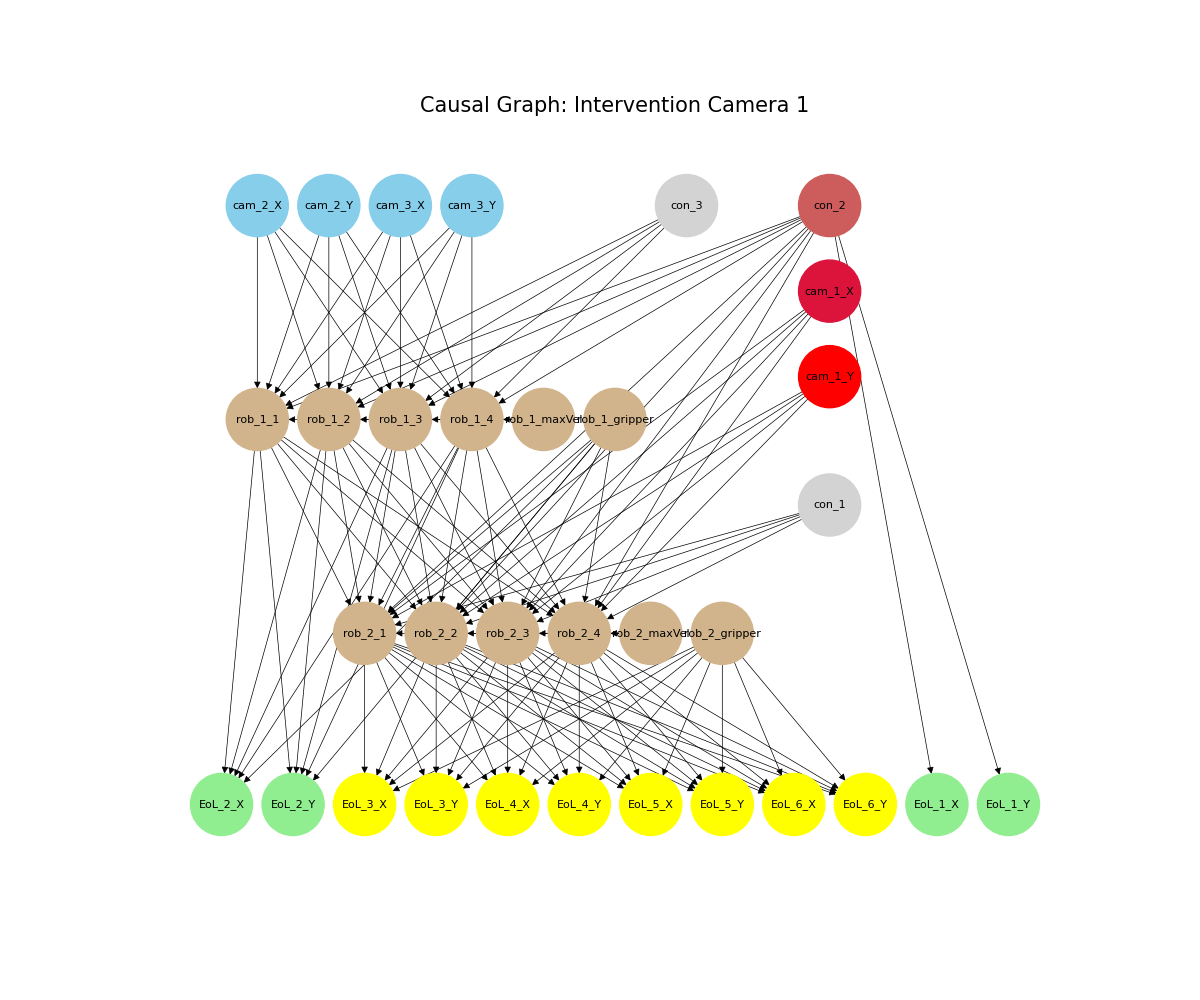 Causal Graph: Intervention Camera 1
cam_2_X cam_2_Y cam_3_X cam_3_Y con_3 con_2
cam_1_X
cam_1_Y
rob_1_1 rob_1_2 rob_1_3 rob_1_4 rob_1_maxVel rob_1_gripper
con_1
rob_2_1 rob_2_2 rob_2_3 rob_2_4 rob_2_maxVel rob_2_gripper
EoL_2_X EoL_2_Y EoL_3_X EoL_3_Y EoL_4_X EoL_4_Y EoL_5_X EoL_5_Y EoL_6_X EoL_6_Y EoL_1_X EoL_1_Y